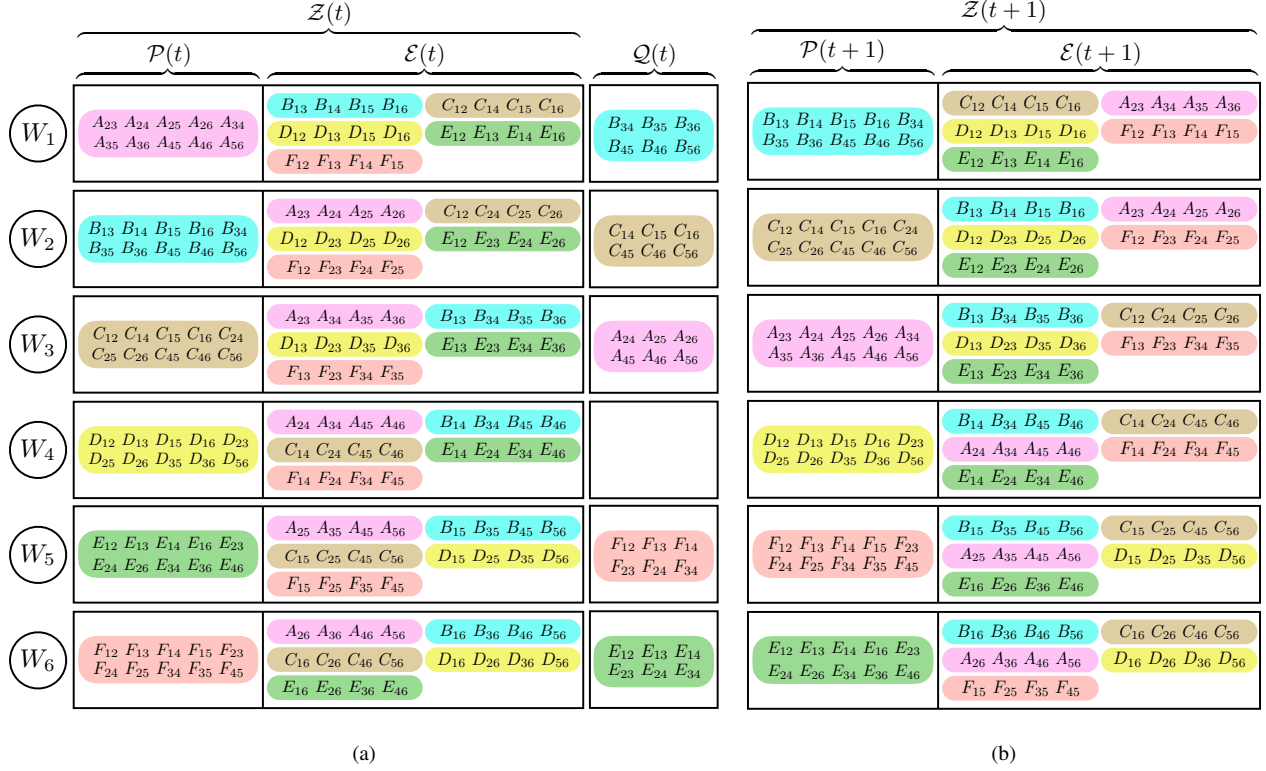 𝒵(t)
𝒫(t) ℰ(t) 𝒬(t)
W₁
A₂₃ A₂₄ A₂₅ A₂₆ A₃₄
A₃₅ A₃₆ A₄₅ A₄₆ A₅₆
B₁₃ B₁₄ B₁₅ B₁₆ C₁₂ C₁₄ C₁₅ C₁₆
D₁₂ D₁₃ D₁₅ D₁₆ E₁₂ E₁₃ E₁₄ E₁₆
F₁₂ F₁₃ F₁₄ F₁₅
B₃₄ B₃₅ B₃₆
B₄₅ B₄₆ B₅₆
W₂
B₁₃ B₁₄ B₁₅ B₁₆ B₃₄
B₃₅ B₃₆ B₄₅ B₄₆ B₅₆
A₂₃ A₂₄ A₂₅ A₂₆ C₁₂ C₂₄ C₂₅ C₂₆
D₁₂ D₂₃ D₂₅ D₂₆ E₁₂ E₂₃ E₂₄ E₂₆
F₁₂ F₂₃ F₂₄ F₂₅
C₁₄ C₁₅ C₁₆
C₄₅ C₄₆ C₅₆
W₃
C₁₂ C₁₄ C₁₅ C₁₆ C₂₄
C₂₅ C₂₆ C₄₅ C₄₆ C₅₆
A₂₃ A₃₄ A₃₅ A₃₆ B₁₃ B₃₄ B₃₅ B₃₆
D₁₃ D₂₃ D₃₅ D₃₆ E₁₃ E₂₃ E₃₄ E₃₆
F₁₃ F₂₃ F₃₄ F₃₅
A₂₄ A₂₅ A₂₆
A₄₅ A₄₆ A₅₆
W₄
D₁₂ D₁₃ D₁₅ D₁₆ D₂₃
D₂₅ D₂₆ D₃₅ D₃₆ D₅₆
A₂₄ A₃₄ A₄₅ A₄₆ B₁₄ B₃₄ B₄₅ B₄₆
C₁₄ C₂₄ C₄₅ C₄₆ E₁₄ E₂₄ E₃₄ E₄₆
F₁₄ F₂₄ F₃₄ F₄₅
W₅
E₁₂ E₁₃ E₁₄ E₁₆ E₂₃
E₂₄ E₂₆ E₃₄ E₃₆ E₄₆
A₂₅ A₃₅ A₄₅ A₅₆ B₁₅ B₃₅ B₄₅ B₅₆
C₁₅ C₂₅ C₄₅ C₅₆ D₁₅ D₂₅ D₃₅ D₅₆
F₁₅ F₂₅ F₃₅ F₄₅
F₁₂ F₁₃ F₁₄
F₂₃ F₂₄ F₃₄
W₆
F₁₂ F₁₃ F₁₄ F₁₅ F₂₃
F₂₄ F₂₅ F₃₄ F₃₅ F₄₅
A₂₆ A₃₆ A₄₆ A₅₆ B₁₆ B₃₆ B₄₆ B₅₆
C₁₆ C₂₆ C₄₆ C₅₆ D₁₆ D₂₆ D₃₆ D₅₆
E₁₆ E₂₆ E₃₆ E₄₆
E₁₂ E₁₃ E₁₄
E₂₃ E₂₄ E₃₄
(a)
𝒵(t + 1)
𝒫(t + 1) ℰ(t + 1)
B₁₃ B₁₄ B₁₅ B₁₆ B₃₄
B₃₅ B₃₆ B₄₅ B₄₆ B₅₆
C₁₂ C₁₄ C₁₅ C₁₆ A₂₃ A₃₄ A₃₅ A₃₆
D₁₂ D₁₃ D₁₅ D₁₆ F₁₂ F₁₃ F₁₄ F₁₅
E₁₂ E₁₃ E₁₄ E₁₆
C₁₂ C₁₄ C₁₅ C₁₆ C₂₄
C₂₅ C₂₆ C₄₅ C₄₆ C₅₆
B₁₃ B₁₄ B₁₅ B₁₆ A₂₃ A₂₄ A₂₅ A₂₆
D₁₂ D₂₃ D₂₅ D₂₆ F₁₂ F₂₃ F₂₄ F₂₅
E₁₂ E₂₃ E₂₄ E₂₆
A₂₃ A₂₄ A₂₅ A₂₆ A₃₄
A₃₅ A₃₆ A₄₅ A₄₆ A₅₆
B₁₃ B₃₄ B₃₅ B₃₆ C₁₂ C₂₄ C₂₅ C₂₆
D₁₃ D₂₃ D₃₅ D₃₆ F₁₃ F₂₃ F₃₄ F₃₅
E₁₃ E₂₃ E₃₄ E₃₆
D₁₂ D₁₃ D₁₅ D₁₆ D₂₃
D₂₅ D₂₆ D₃₅ D₃₆ D₅₆
B₁₄ B₃₄ B₄₅ B₄₆ C₁₄ C₂₄ C₄₅ C₄₆
A₂₄ A₃₄ A₄₅ A₄₆ F₁₄ F₂₄ F₃₄ F₄₅
E₁₄ E₂₄ E₃₄ E₄₆
F₁₂ F₁₃ F₁₄ F₁₅ F₂₃
F₂₄ F₂₅ F₃₄ F₃₅ F₄₅
B₁₅ B₃₅ B₄₅ B₅₆ C₁₅ C₂₅ C₄₅ C₅₆
A₂₅ A₃₅ A₄₅ A₅₆ D₁₅ D₂₅ D₃₅ D₅₆
E₁₆ E₂₆ E₃₆ E₄₆
E₁₂ E₁₃ E₁₄ E₁₆ E₂₃
E₂₄ E₂₆ E₃₄ E₃₆ E₄₆
B₁₆ B₃₆ B₄₆ B₅₆ C₁₆ C₂₆ C₄₆ C₅₆
A₂₆ A₃₆ A₄₆ A₅₆ D₁₆ D₂₆ D₃₆ D₅₆
F₁₅ F₂₅ F₃₅ F₄₅
(b)